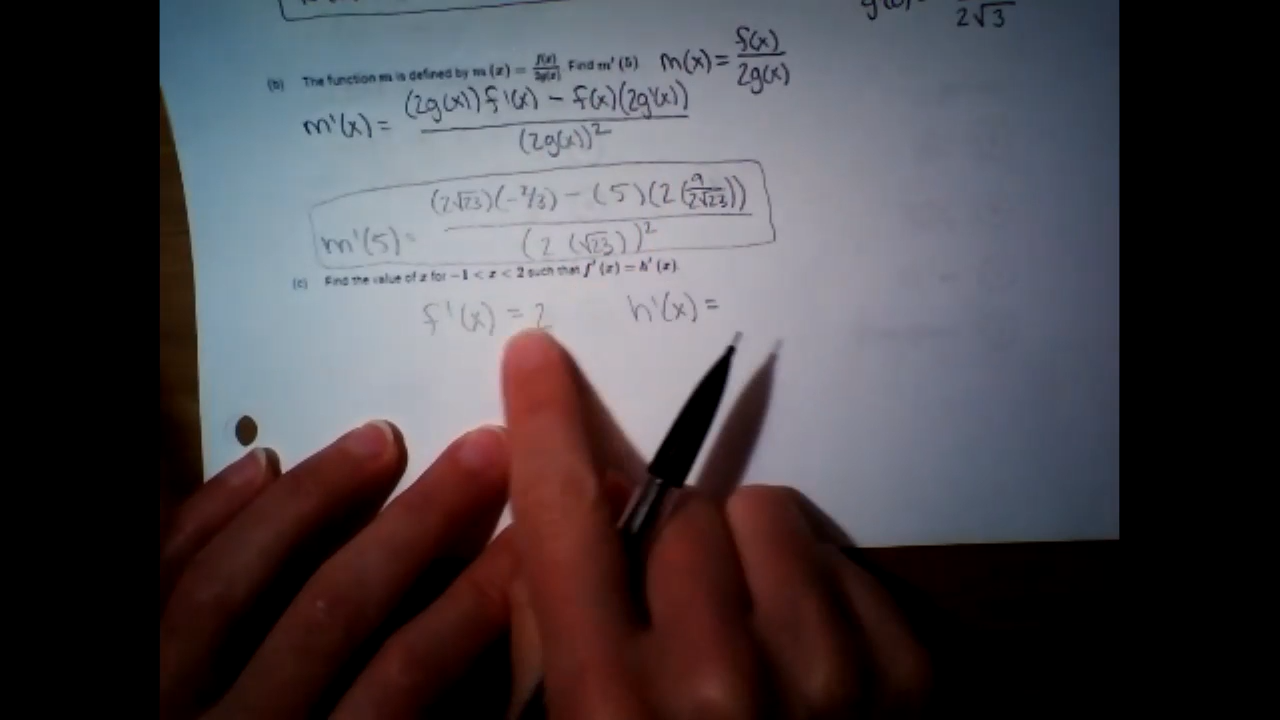 2√3
(b) The function m is defined by m(x) = f(x)/2g(x). Find m'(5) m(x) = f(x)/2g(x)
m'(x) = (2g(x))f'(x) - f(x)(2g'(x)) / (2g(x))²
m'(5) = (2√23)(-2/3) - (5)(2(9/2√23)) / (2(√23))²
(c) Find the value of x for -1 < x < 2 such that f'(x) = h'(x).
f'(x) = 2 h'(x) =